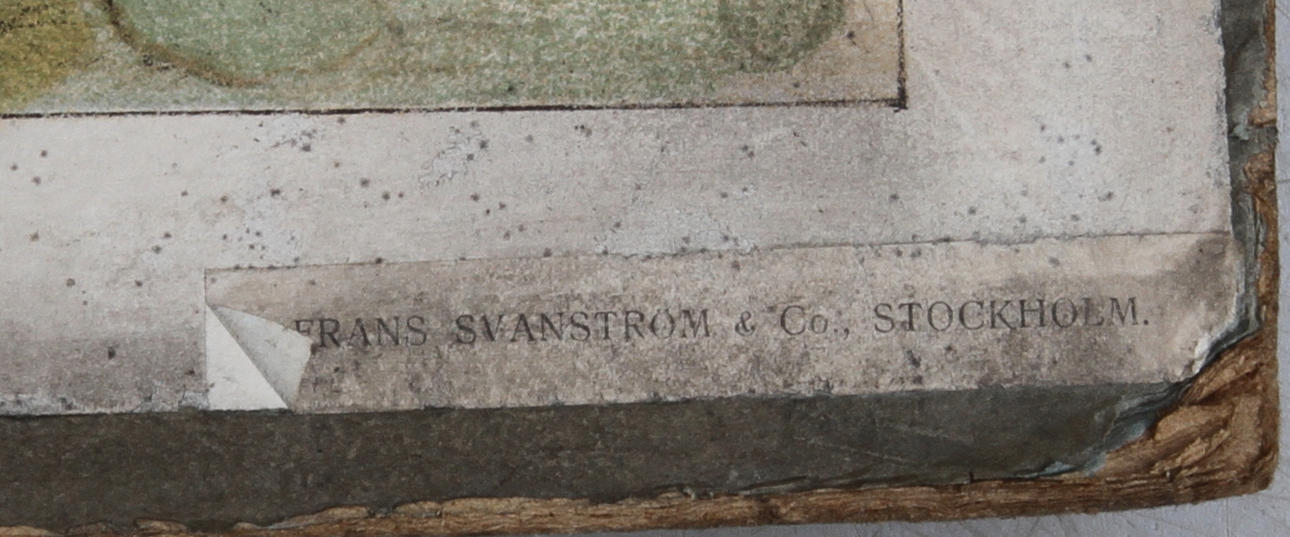 FRANS SVANSTRÖM & Co., STOCKHOLM.